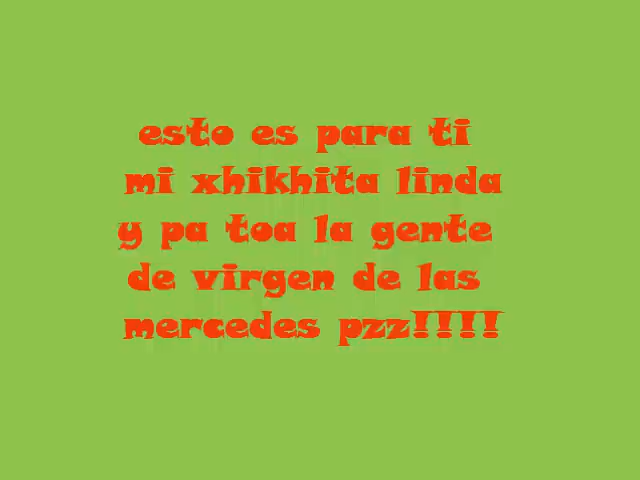 esto es para ti
mi xhikhita linda
y pa toa la gente
de virgen de las
mercedes pzz!!!!